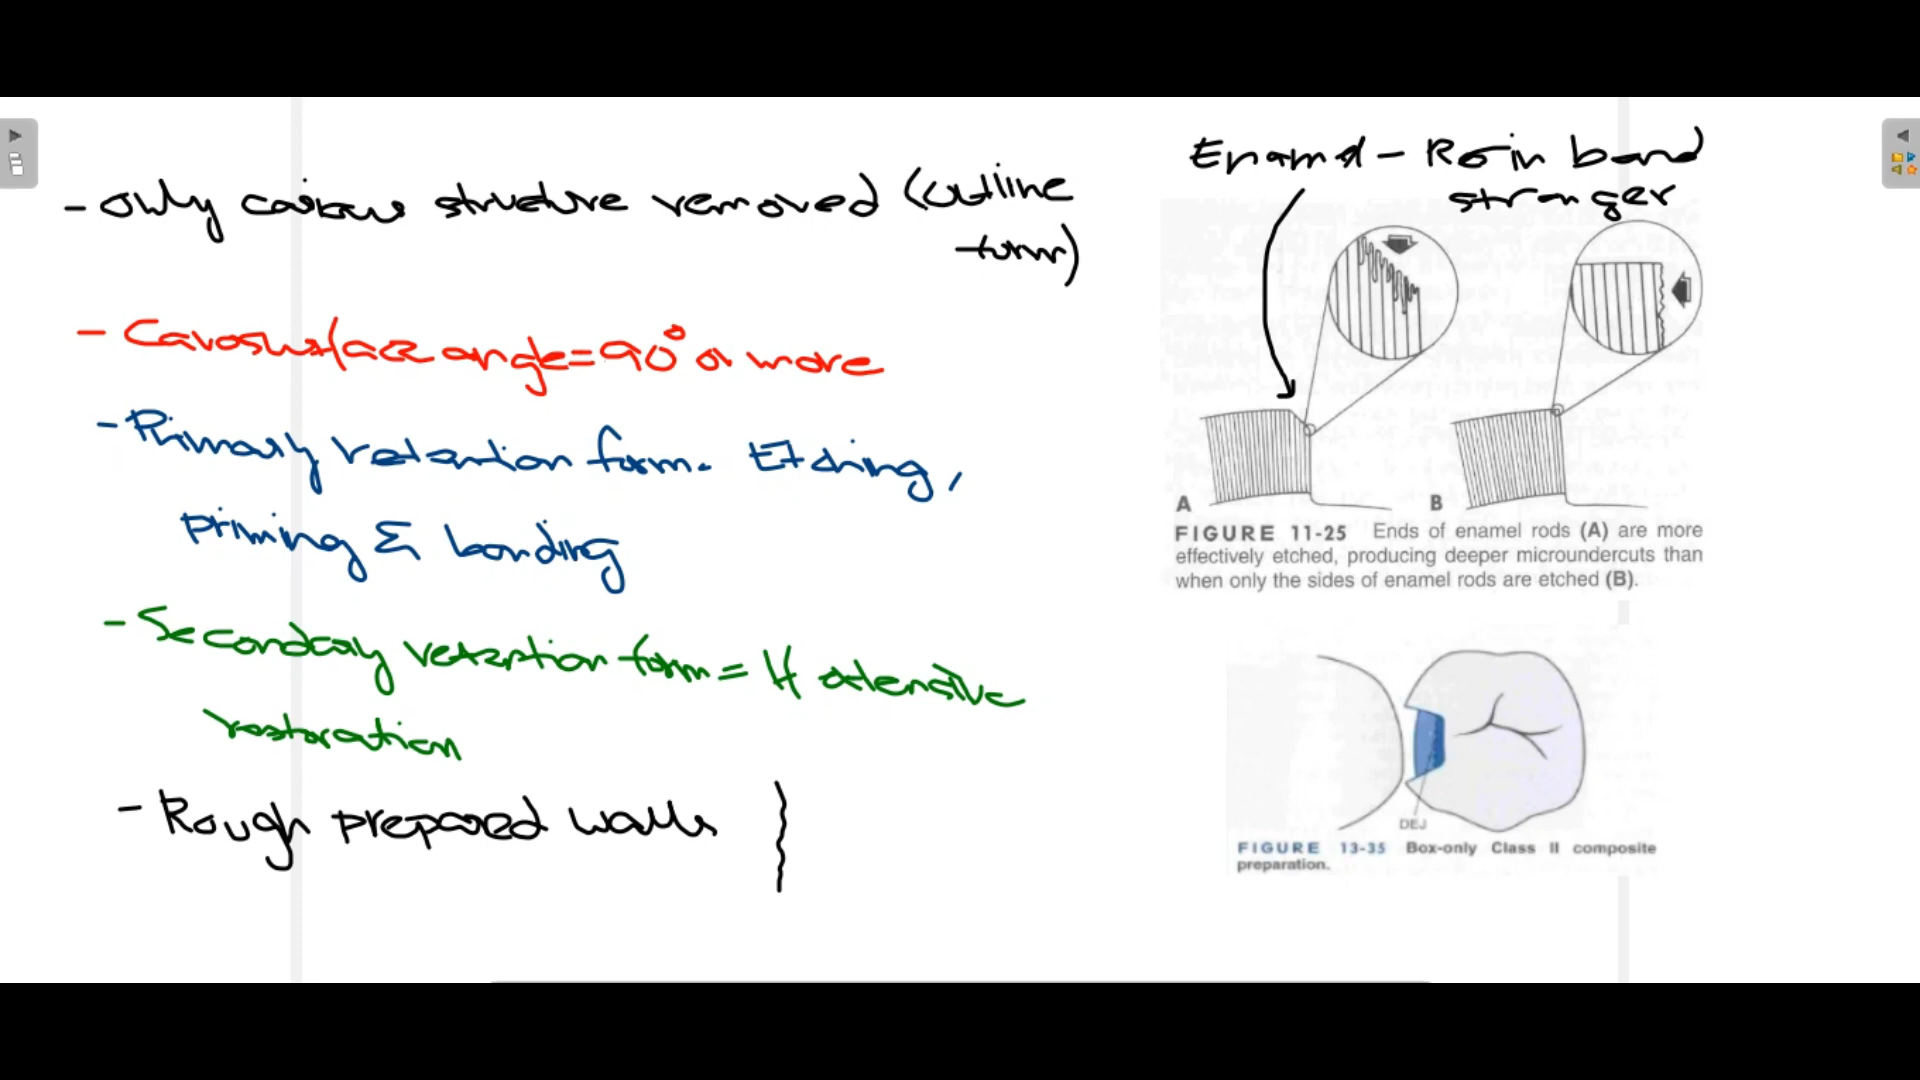 - Only carious structure removed (outline
form)
- Cavosurface angle = 90° or more
- Primary retention form. Etching,
priming & bonding
- Secondary retention form = If extensive
restoration
- Rough prepared walls
Enamel - Resin bond
stronger
A
B
FIGURE 11-25 Ends of enamel rods (A) are more
effectively etched, producing deeper microundercuts than
when only the sides of enamel rods are etched (B).
DEJ
FIGURE 13-35 Box-only Class II composite
preparation.